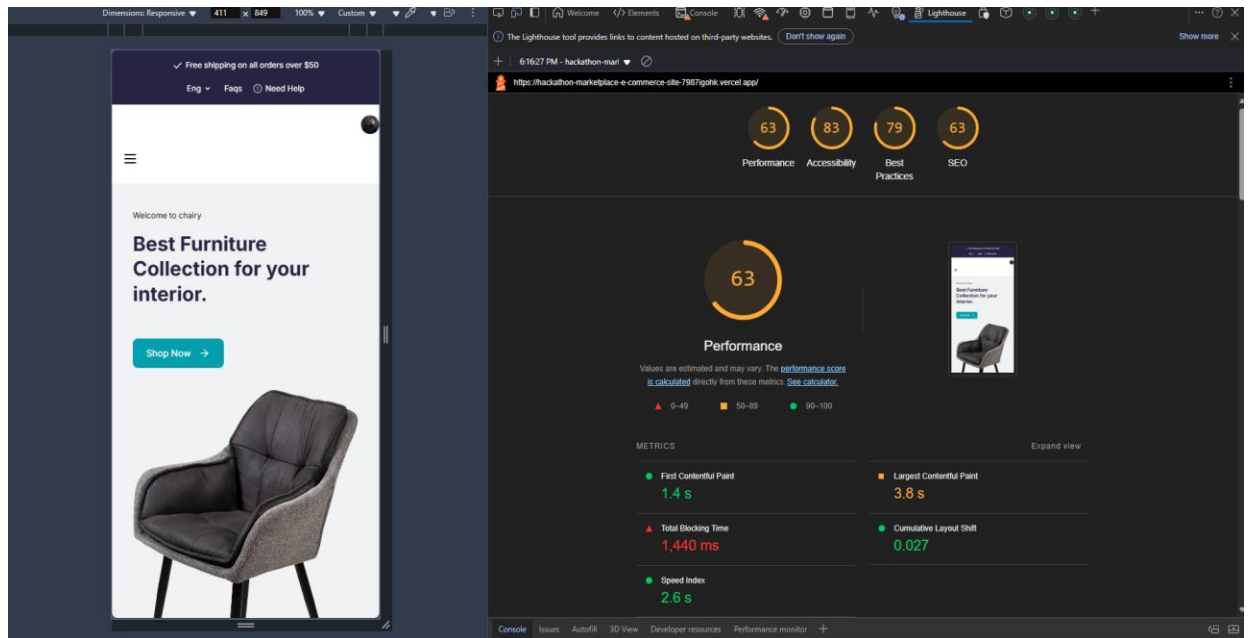 Dimensions: Responsive 411 x 849 100% Custom
Free shipping on all orders over $50
Eng Faqs Need Help
Welcome to chairy
Best Furniture
Collection for your
interior.
Shop Now
Welcome Elements Console Lighthouse
The Lighthouse tool provides links to content hosted on third-party websites. Don't show again Show more
6:16:27 PM - hackathon-marl
https://hackathon-marketplace-e-commerce-site-7987igohk.vercel.app/
63 83 79 63
Performance Accessibility Best Practices SEO
63
Performance
Values are estimated and may vary. The performance score
is calculated directly from these metrics. See calculator.
0–49 50–89 90–100
METRICS Expand view
First Contentful Paint Largest Contentful Paint
1.4 s 3.8 s
Total Blocking Time Cumulative Layout Shift
1,440 ms 0.027
Speed Index
2.6 s
Console Issues Autofill 3D View Developer resources Performance monitor